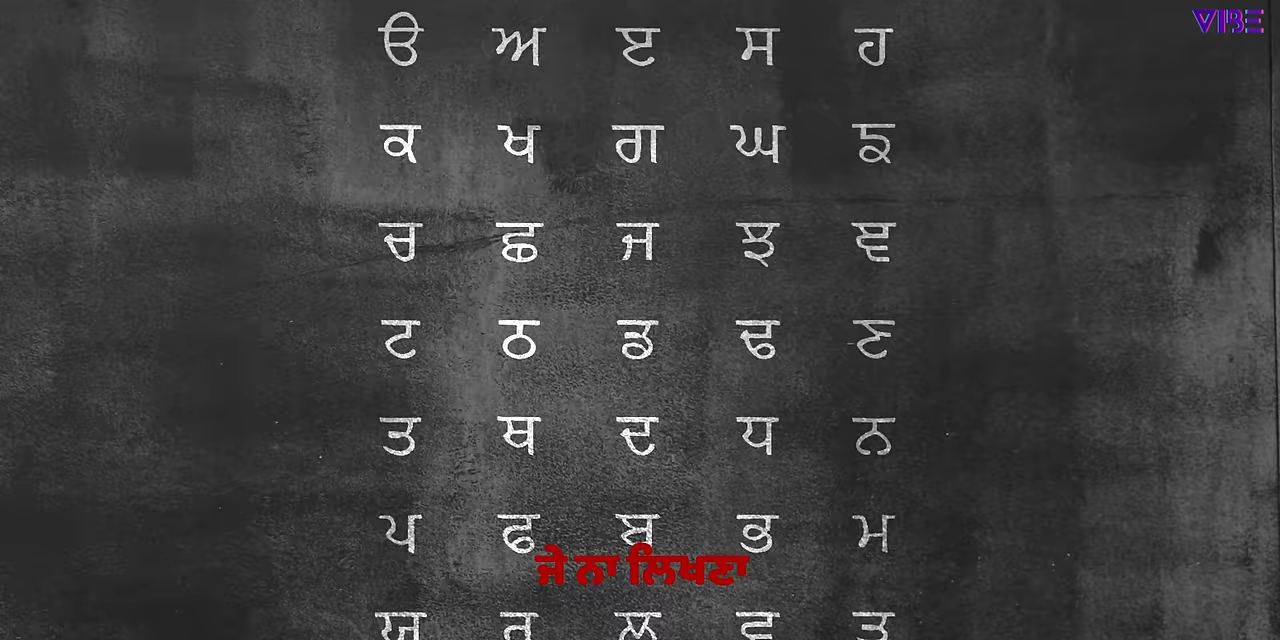 VIBE
ੳ ਅ ੲ ਸ ਹ
ਕ ਖ ਗ ਘ ਙ
ਚ ਛ ਜ ਝ ਞ
ਟ ਠ ਡ ਢ ਣ
ਤ ਥ ਦ ਧ ਨ
ਪ ਫ ਬ ਭ ਮ
ਜੇ ਨਾ ਲਿਖਣਾ
ਯ ਰ ਲ ਵ ੜ